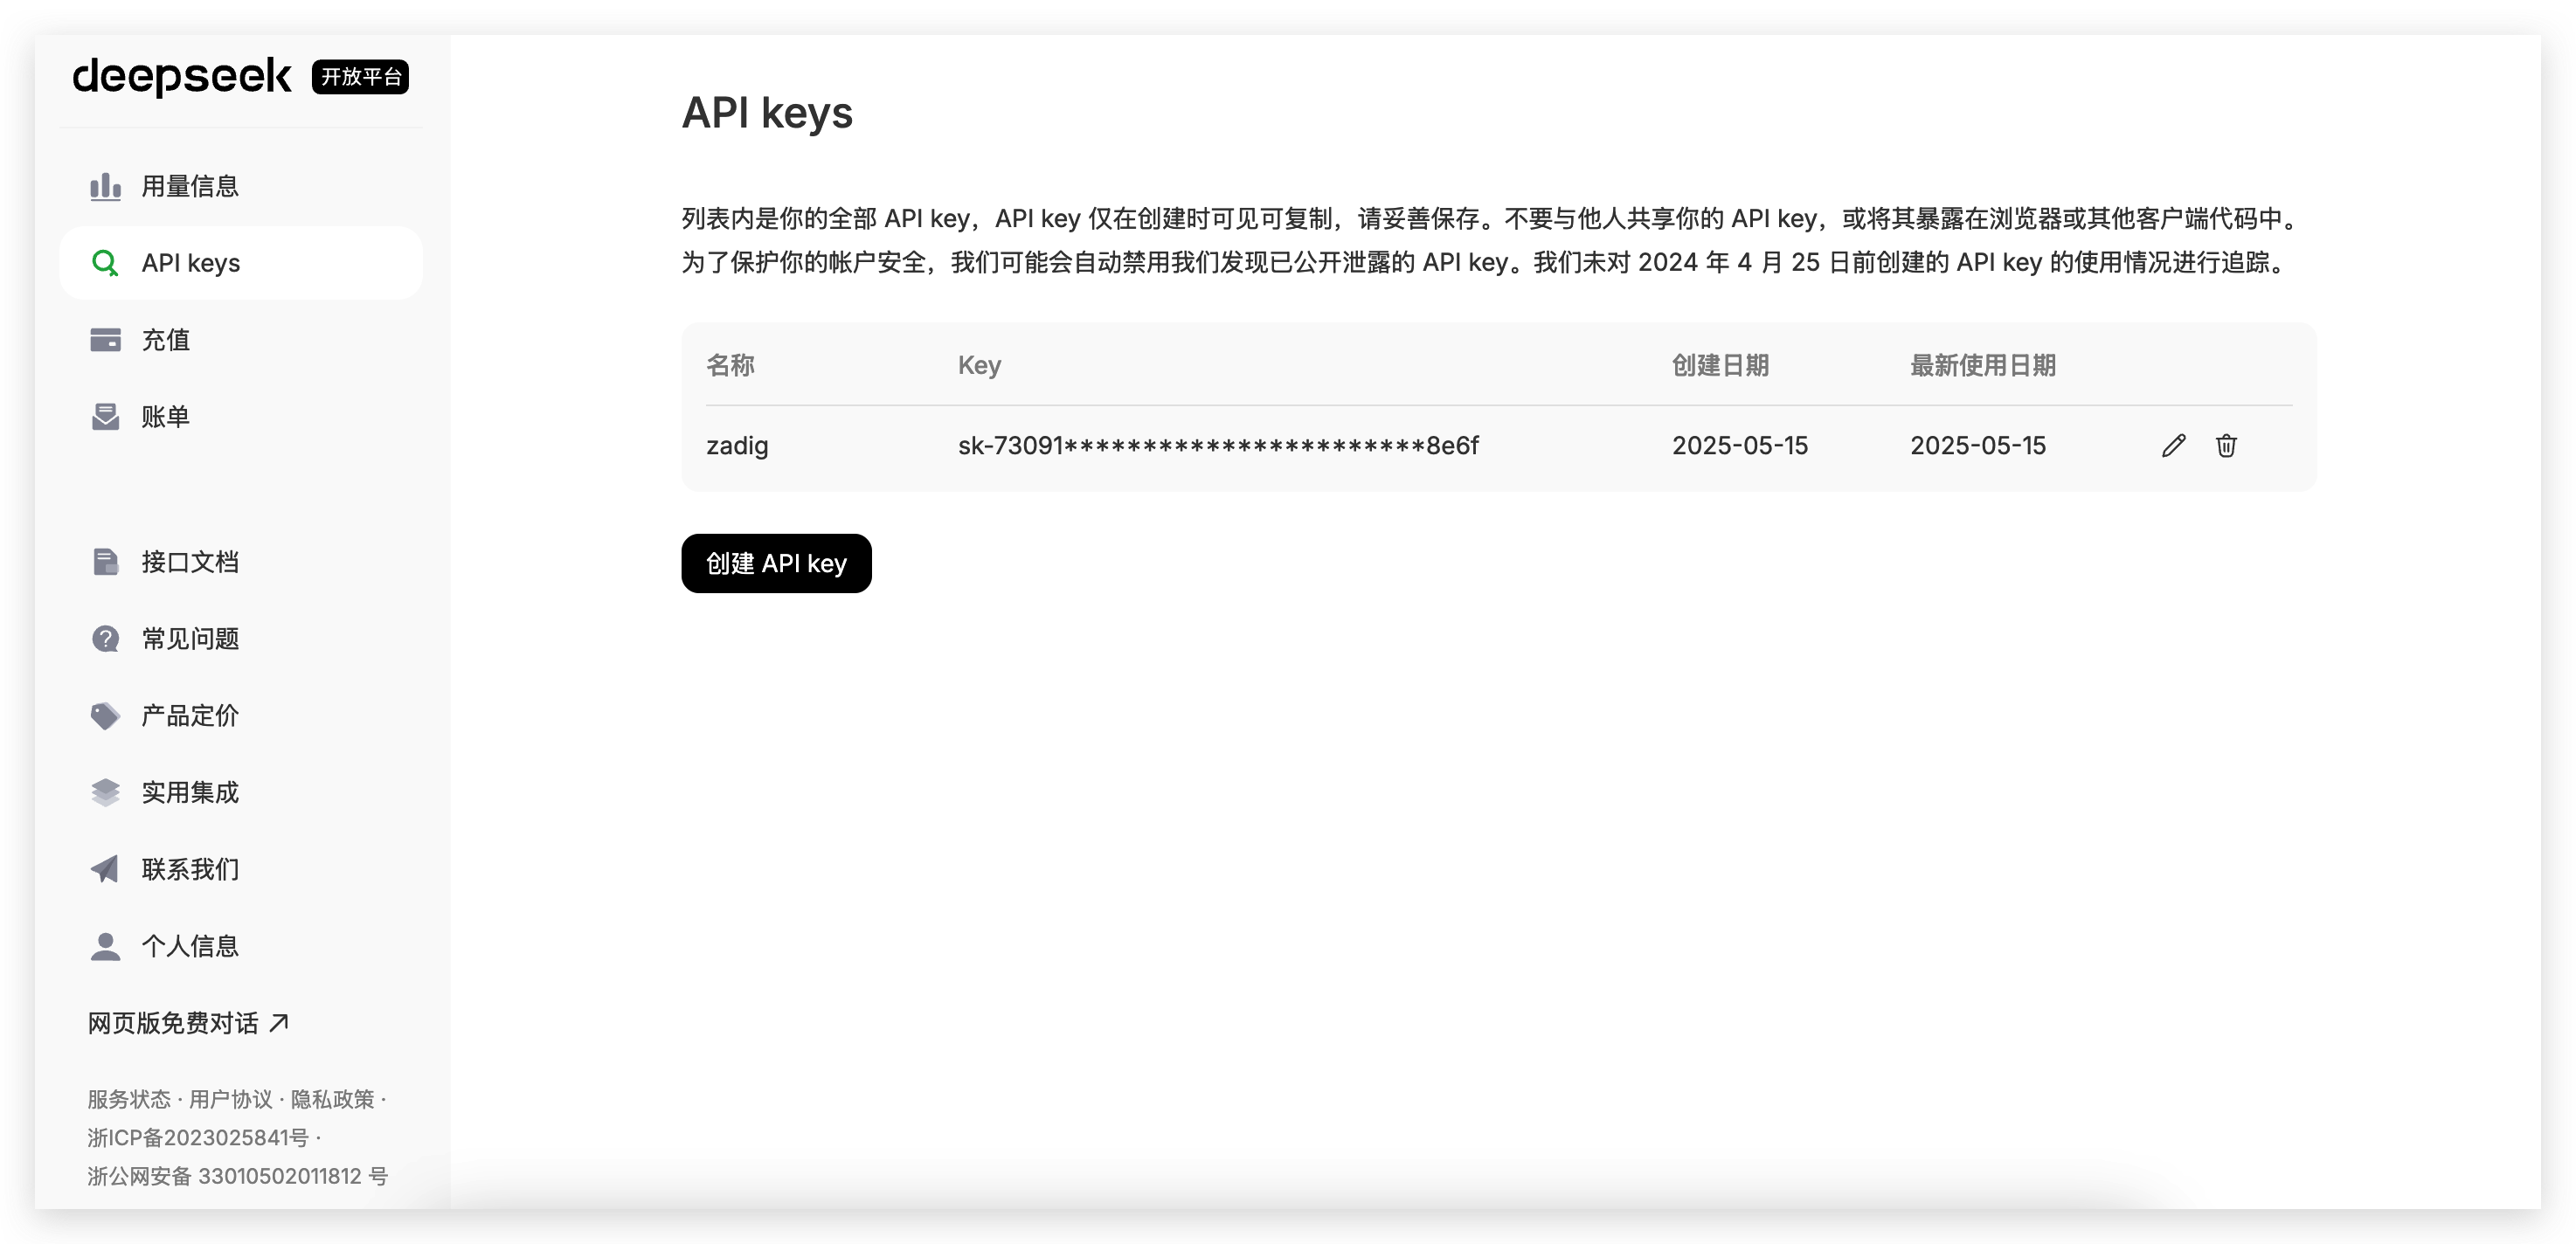 deepseek 开放平台
用量信息
API keys
充值
账单
接口文档
常见问题
产品定价
实用集成
联系我们
个人信息
网页版免费对话
服务状态 · 用户协议 · 隐私政策 ·
浙ICP备2023025841号 ·
浙公网安备 33010502011812 号
API keys
列表内是你的全部 API key，API key 仅在创建时可见可复制，请妥善保存。不要与他人共享你的 API key，或将其暴露在浏览器或其他客户端代码中。
为了保护你的帐户安全，我们可能会自动禁用我们发现已公开泄露的 API key。我们未对 2024 年 4 月 25 日前创建的 API key 的使用情况进行追踪。
名称 Key 创建日期 最新使用日期
zadig sk-73091***********************8e6f 2025-05-15 2025-05-15
创建 API key